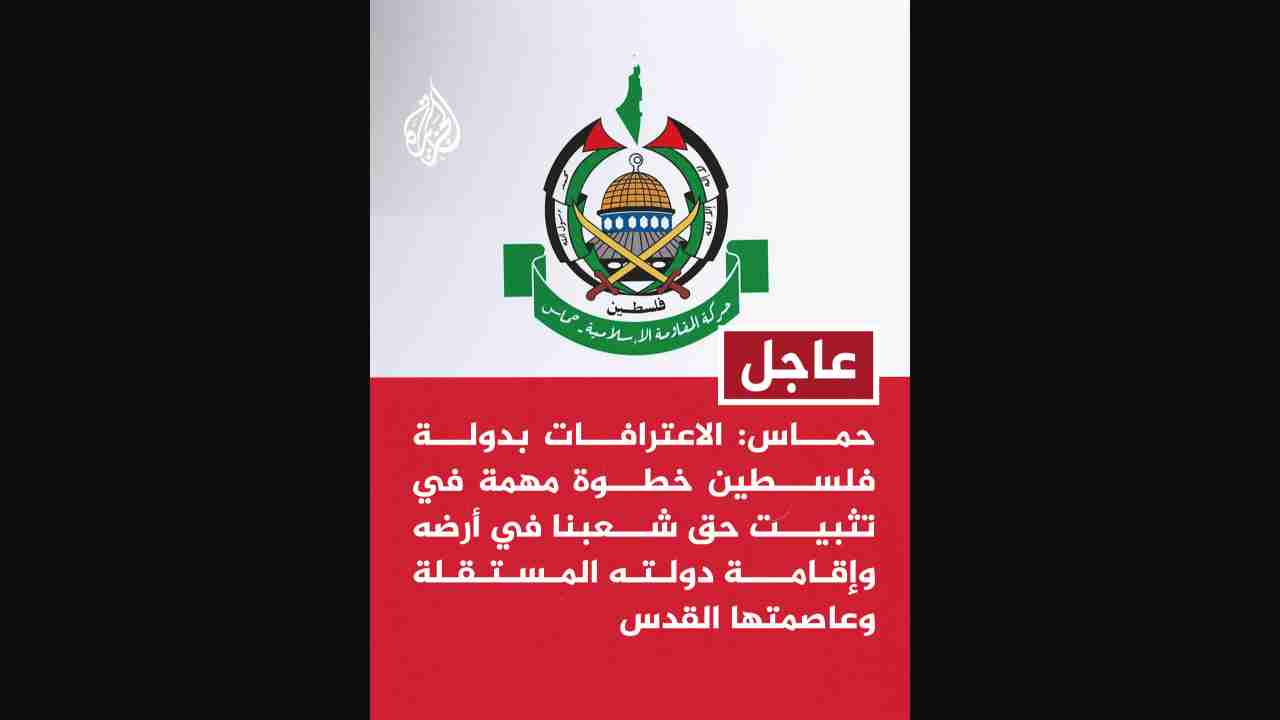 الجزيرة
فلسطين
حركة المقاومة الإسلامية - حماس
عاجل
حماس: الاعترافات بدولة
فلسطين خطوة مهمة في
تثبيت حق شعبنا في أرضه
وإقامة دولته المستقلة
وعاصمتها القدس